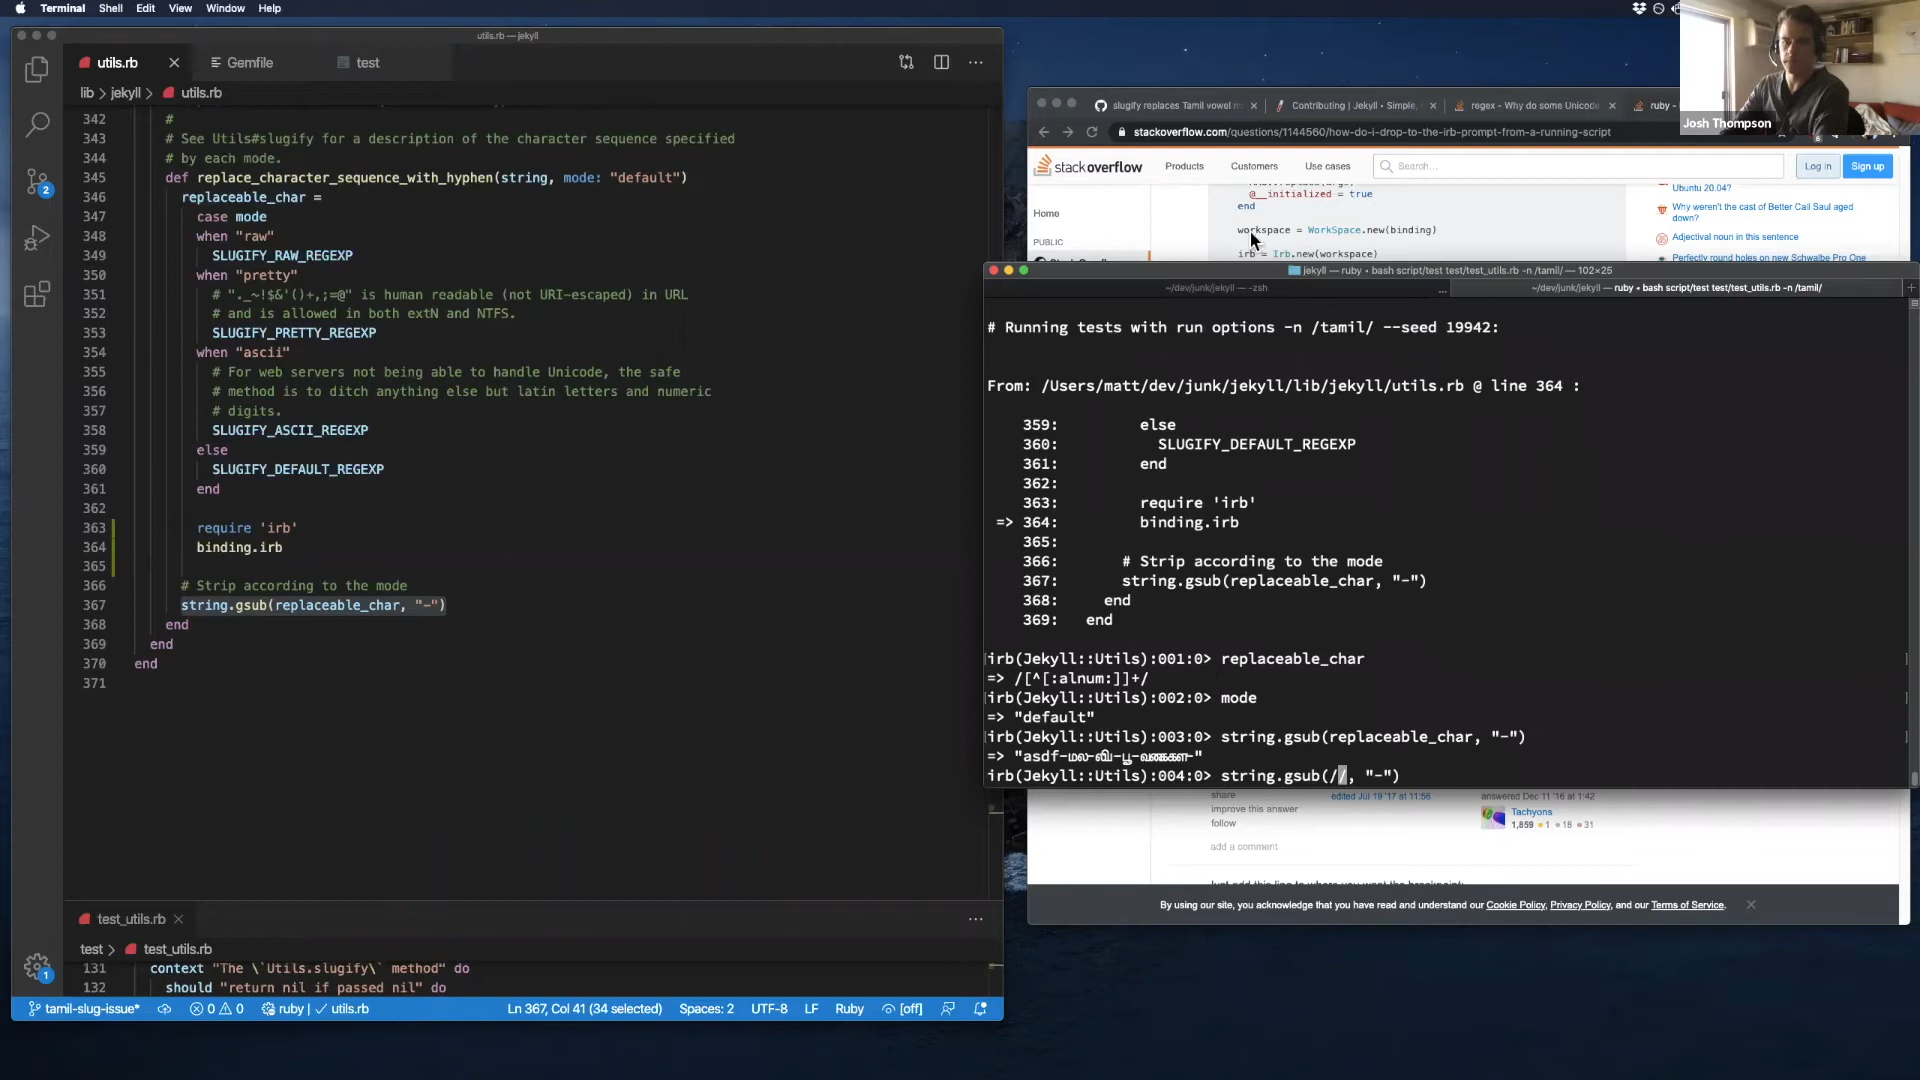 Terminal Shell Edit View Window Help
utils.rb — jekyll
utils.rb Gemfile test
lib > jekyll > utils.rb
342 #
343 # See Utils#slugify for a description of the character sequence specified
344 # by each mode.
345 def replace_character_sequence_with_hyphen(string, mode: "default")
346 replaceable_char =
347 case mode
348 when "raw"
349 SLUGIFY_RAW_REGEXP
350 when "pretty"
351 # "._~!$&'()+,;=@" is human readable (not URI-escaped) in URL
352 # and is allowed in both extN and NTFS.
353 SLUGIFY_PRETTY_REGEXP
354 when "ascii"
355 # For web servers not being able to handle Unicode, the safe
356 # method is to ditch anything else but latin letters and numeric
357 # digits.
358 SLUGIFY_ASCII_REGEXP
359 else
360 SLUGIFY_DEFAULT_REGEXP
361 end
362
363 require 'irb'
364 binding.irb
365
366 # Strip according to the mode
367 string.gsub(replaceable_char, "-")
368 end
369 end
370 end
371
test_utils.rb
test > test_utils.rb
131 context "The \`Utils.slugify\` method" do
132 should "return nil if passed nil" do
2
1
tamil-slug-issue* 0 0 ruby | ✓ utils.rb Ln 367, Col 41 (34 selected) Spaces: 2 UTF-8 LF Ruby [off]
Josh Thompson
slugify replaces Tamil vowel m Contributing | Jekyll • Simple, regex - Why do some Unicode ruby -
stackoverflow.com/questions/1144560/how-do-i-drop-to-the-irb-prompt-from-a-running-script
stackoverflow Products Customers Use cases Search... Log in Sign up
Home
PUBLIC
@__initialized = true
end
workspace = WorkSpace.new(binding)
irb = Irb.new(workspace)
Ubuntu 20.04?
Why weren't the cast of Better Call Saul aged
down?
Adjectival noun in this sentence
Perfectly round holes on new Schwalbe Pro One
jekyll — ruby • bash script/test test/test_utils.rb -n /tamil/ — 102×25
~/dev/junk/jekyll — -zsh ... ~/dev/junk/jekyll — ruby • bash script/test test/test_utils.rb -n /tamil/
# Running tests with run options -n /tamil/ --seed 19942:
From: /Users/matt/dev/junk/jekyll/lib/jekyll/utils.rb @ line 364 :
359: else
360: SLUGIFY_DEFAULT_REGEXP
361: end
362:
363: require 'irb'
=> 364: binding.irb
365:
366: # Strip according to the mode
367: string.gsub(replaceable_char, "-")
368: end
369: end
irb(Jekyll::Utils):001:0> replaceable_char
=> /[^[:alnum:]]+/
irb(Jekyll::Utils):002:0> mode
=> "default"
irb(Jekyll::Utils):003:0> string.gsub(replaceable_char, "-")
=> "asdf-மல-வி-பூ-
irb(Jekyll::Utils):004:0> string.gsub(//, "-")
share
improve this answer
follow
edited Jul 19 '17 at 11:56
answered Dec 11 '16 at 1:42
Tachyons
1,859 1 18 31
add a comment
By using our site, you acknowledge that you have read and understand our Cookie Policy, Privacy Policy, and our Terms of Service.